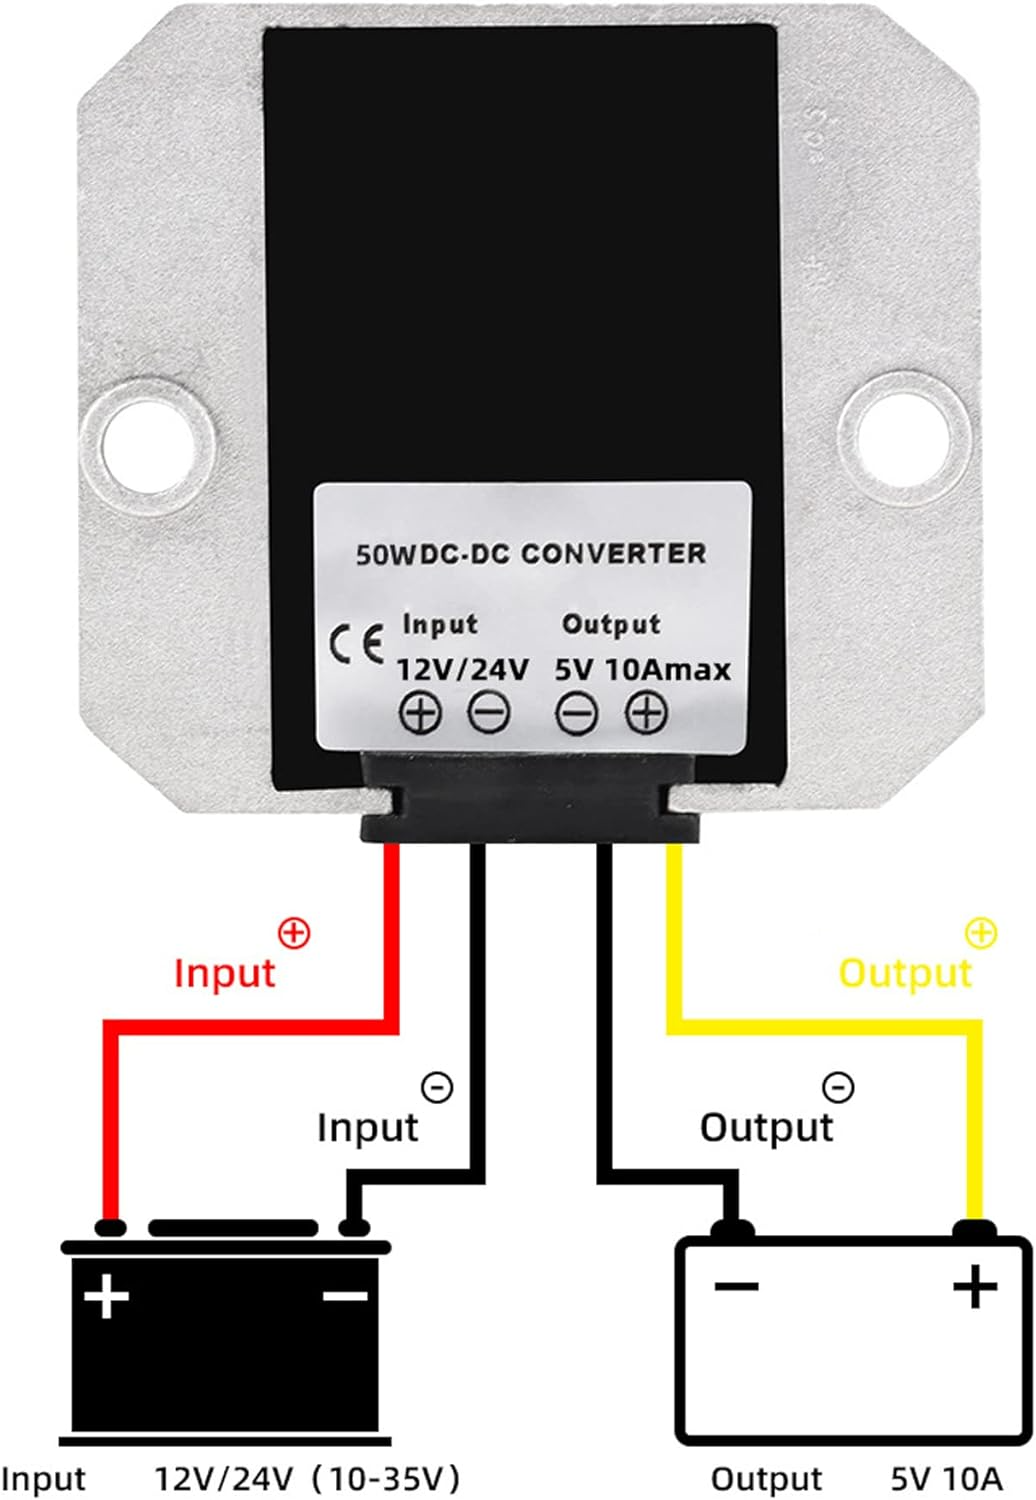 50WDC-DC CONVERTER
CE Input Output
12V/24V 5V 10Amax
+ - - +
+ +
Input Output
- -
Input Output
+ - - +
Input 12V/24V (10-35V) Output 5V 10A